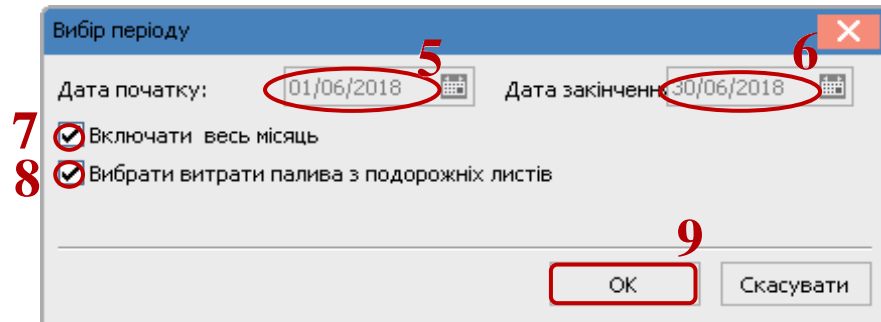 Вибір періоду
5
6
Дата початку: 01/06/2018 Дата закінченн 30/06/2018
7 Включати весь місяць
8 Вибрати витрати палива з подорожніх листів
9
ОК Скасувати